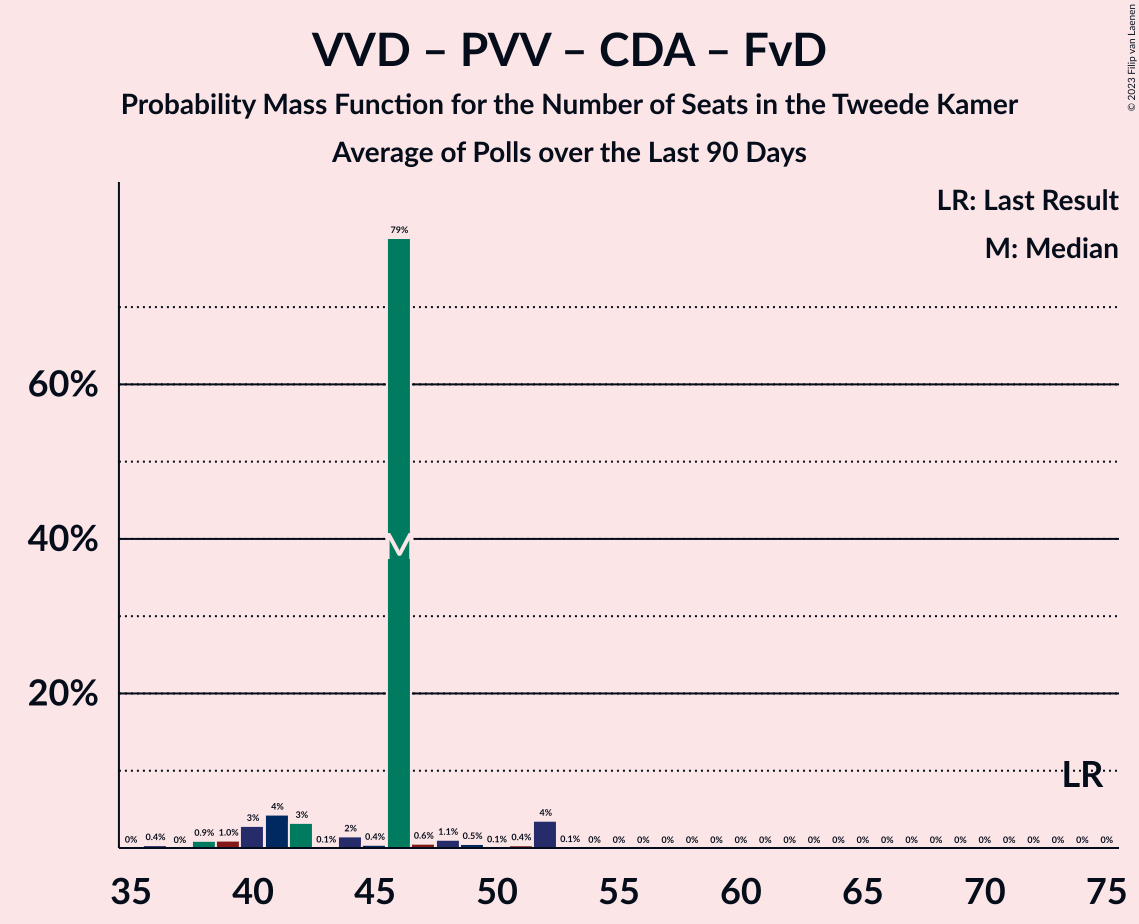 VVD – PVV – CDA – FvD
Probability Mass Function for the Number of Seats in the Tweede Kamer
Average of Polls over the Last 90 Days
© 2023 Filip van Laenen
LR: Last Result
M: Median
60%
40%
20%
0% 0.4% 0% 0.9% 1.0% 3% 4% 3% 0.1% 2% 0.4% 79% 0.6% 1.1% 0.5% 0.1% 0.4% 4% 0.1% 0% 0% 0% 0% 0% 0% 0% 0% 0% 0% 0% 0% 0% 0% 0% 0% 0% 0% 0% 0% 0% 0%
M
LR
35 40 45 50 55 60 65 70 75